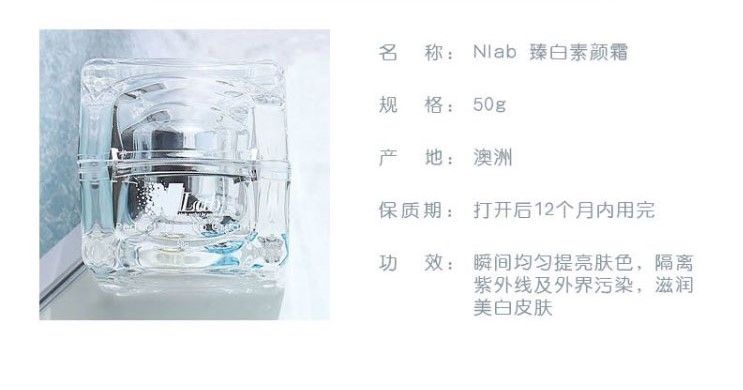 名 称： Nlab 臻白素颜霜
规 格： 50g
产 地： 澳洲
保质期： 打开后12个月内用完
功 效： 瞬间均匀提亮肤色，隔离
紫外线及外界污染，滋润
美白皮肤
Lab